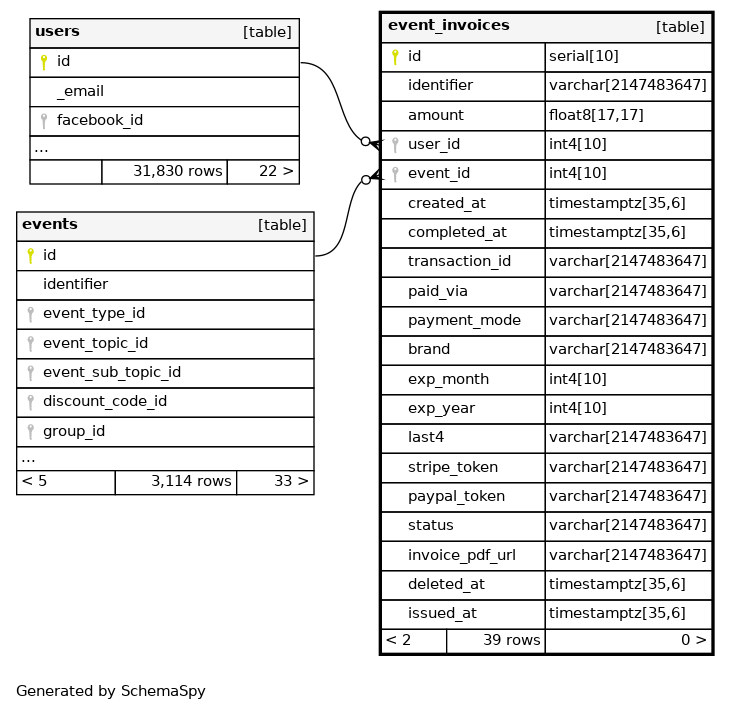 users [table]
id
_email
facebook_id
...
31,830 rows 22 >
events [table]
id
identifier
event_type_id
event_topic_id
event_sub_topic_id
discount_code_id
group_id
...
< 5 3,114 rows 33 >
event_invoices [table]
id serial[10]
identifier varchar[2147483647]
amount float8[17,17]
user_id int4[10]
event_id int4[10]
created_at timestamptz[35,6]
completed_at timestamptz[35,6]
transaction_id varchar[2147483647]
paid_via varchar[2147483647]
payment_mode varchar[2147483647]
brand varchar[2147483647]
exp_month int4[10]
exp_year int4[10]
last4 varchar[2147483647]
stripe_token varchar[2147483647]
paypal_token varchar[2147483647]
status varchar[2147483647]
invoice_pdf_url varchar[2147483647]
deleted_at timestamptz[35,6]
issued_at timestamptz[35,6]
< 2 39 rows 0 >
Generated by SchemaSpy